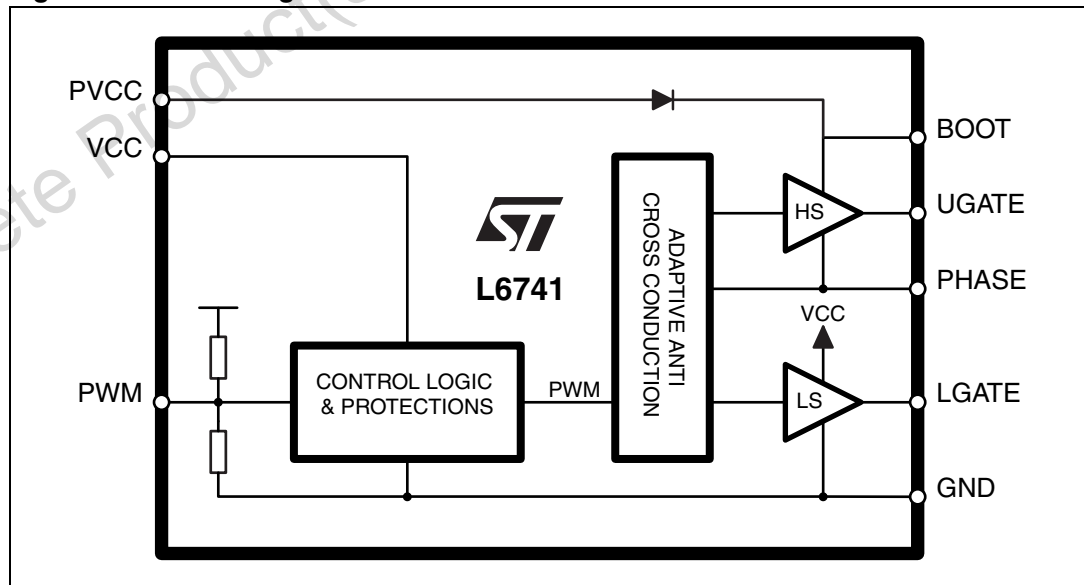 PVCC
VCC
PWM
ST
L6741
CONTROL LOGIC
& PROTECTIONS
PWM
ADAPTIVE ANTI
CROSS CONDUCTION
HS
VCC
LS
BOOT
UGATE
PHASE
LGATE
GND